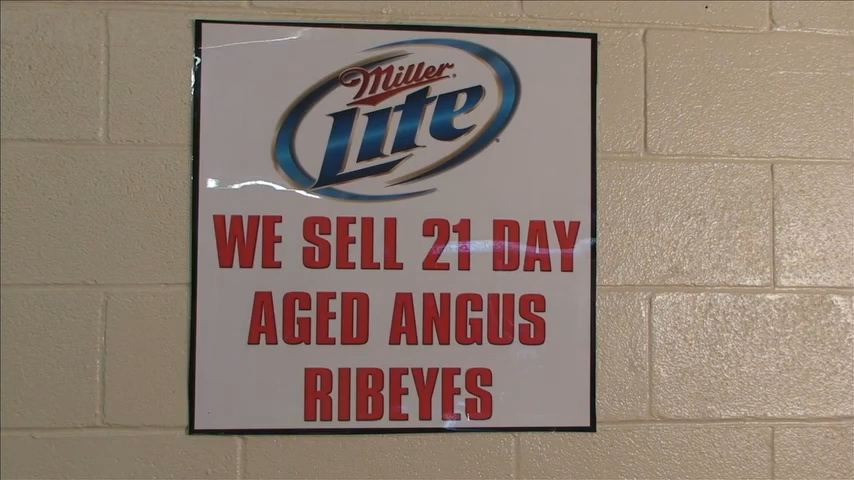 Miller
Lite
WE SELL 21 DAY
AGED ANGUS
RIBEYES